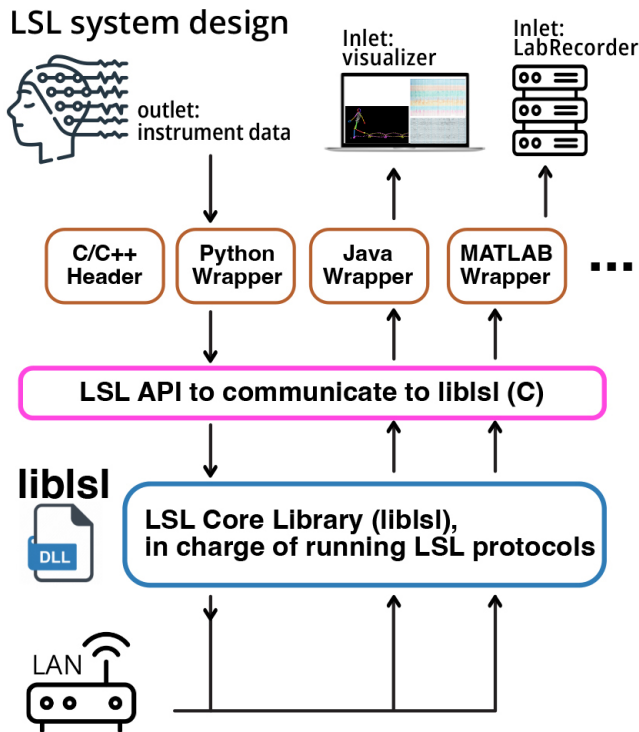 LSL system design
outlet:
instrument data
Inlet:
visualizer
Inlet:
LabRecorder
C/C++
Header
Python
Wrapper
Java
Wrapper
MATLAB
Wrapper
...
LSL API to communicate to liblsl (C)
liblsl
DLL
LSL Core Library (liblsl),
in charge of running LSL protocols
LAN